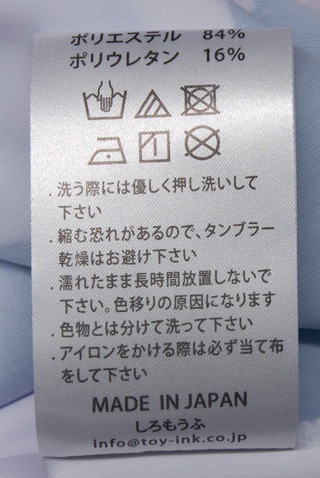 ポリエステル 84%
ポリウレタン 16%
. 洗う際には優しく押し洗いして
下さい
. 縮む恐れがあるので、タンブラー
乾燥はお避け下さい
. 濡れたまま長時間放置しないで
下さい。色移りの原因になります
. 色物とは分けて洗って下さい
. アイロンをかける際は必ず当て布
をして下さい
MADE IN JAPAN
しろもうふ
info@toy-ink.co.jp